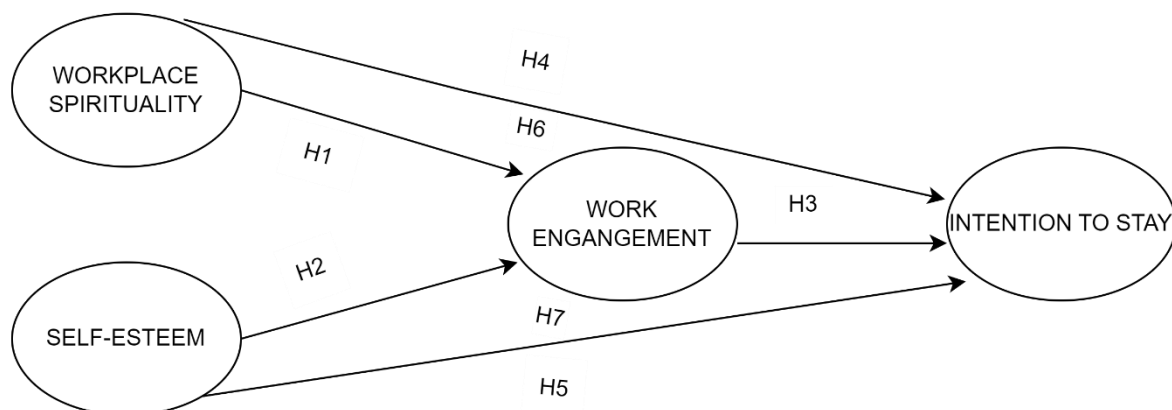 WORKPLACE
SPIRITUALITY
H4
H6
H1
WORK
ENGANGEMENT
H3
INTENTION TO STAY
H2
SELF-ESTEEM
H7
H5